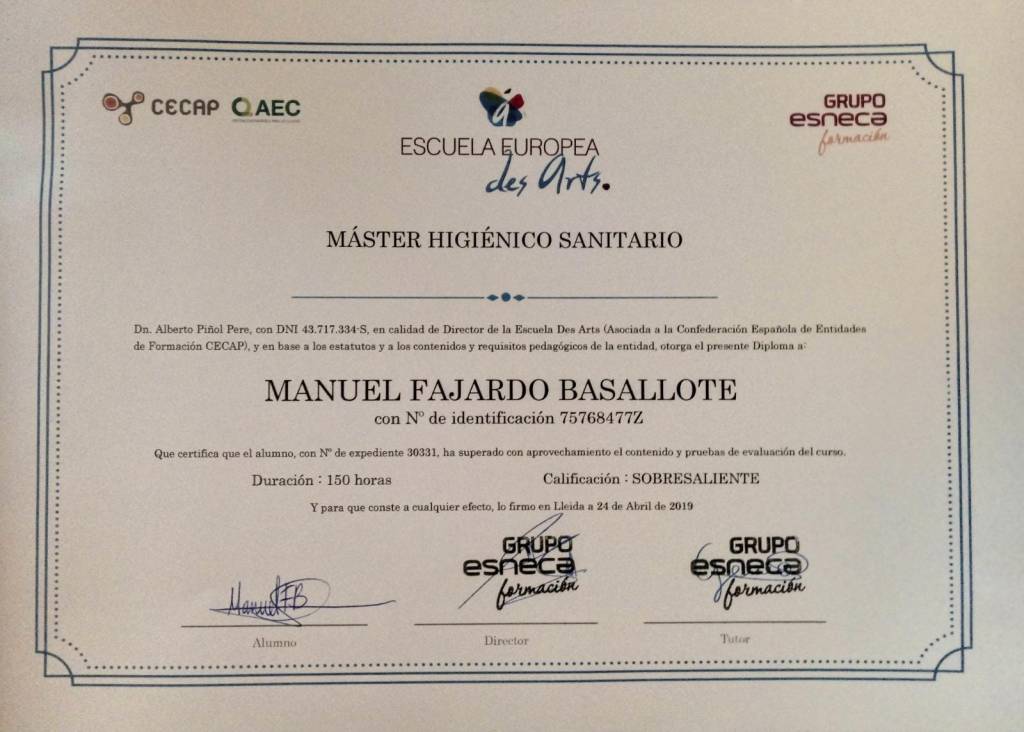 CECAP AEC
GRUPO
esneca
formación
ESCUELA EUROPEA
des Arts.
MÁSTER HIGIÉNICO SANITARIO
Dn. Alberto Piñol Pere, con DNI 43.717.334-S, en calidad de Director de la Escuela Des Arts (Asociada a la Confederación Española de Entidades
de Formación CECAP), y en base a los estatutos y a los contenidos y requisitos pedagógicos de la entidad, otorga el presente Diploma a:
MANUEL FAJARDO BASALLOTE
con Nº de identificación 75768477Z
Que certifica que el alumno, con Nº de expediente 30331, ha superado con aprovechamiento el contenido y pruebas de evaluación del curso.
Duración : 150 horas Calificación : SOBRESALIENTE
Y para que conste a cualquier efecto, lo firmo en Lleida a 24 de Abril de 2019
Manuel F.B
GRUPO
esneca
formación
GRUPO
esneca
formación
Alumno Director Tutor